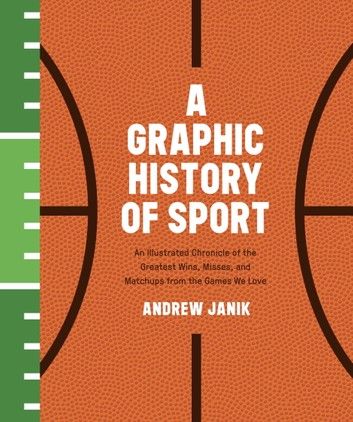 A
GRAPHIC
HISTORY
OF SPORT
An Illustrated Chronicle of the
Greatest Wins, Misses, and
Matchups from the Games We Love
ANDREW JANIK